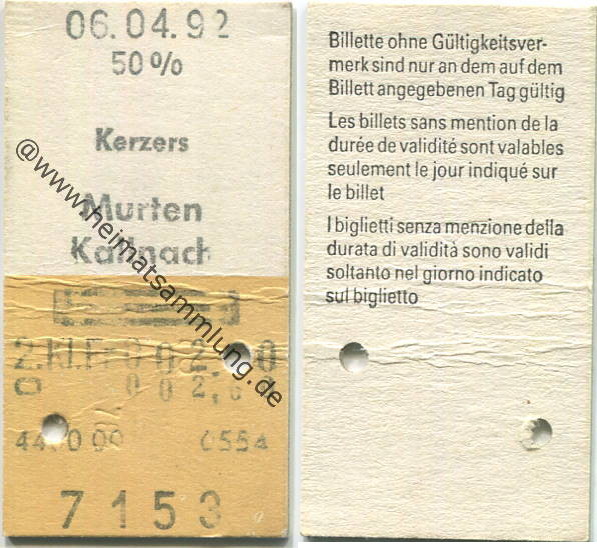 06.04.92
50%
Kerzers
Murten
Kallnach
2.Kl.Fr
7153
@www.heimatsammlung.de
Billette ohne Gültigkeitsver-
merk sind nur an dem auf dem
Billett angegebenen Tag gültig
Les billets sans mention de la
durée de validité sont valables
seulement le jour indiqué sur
le billet
I biglietti senza menzione della
durata di validità sono validi
soltanto nel giorno indicato
sul biglietto